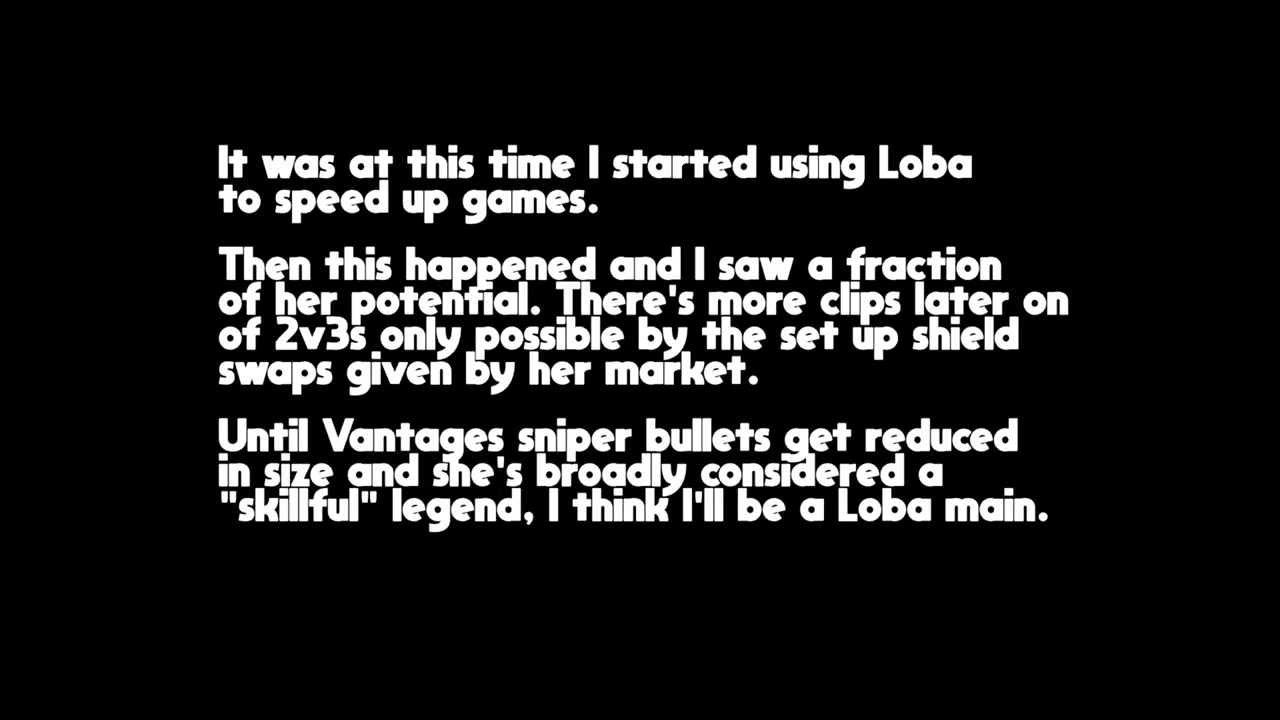 It was at this time I started using Loba
to speed up games.
Then this happened and I saw a fraction
of her potential. There's more clips later on
of 2v3s only possible by the set up shield
swaps given by her market.
Until Vantages sniper bullets get reduced
in size and she's broadly considered a
"skillful" legend, I think I'll be a Loba main.